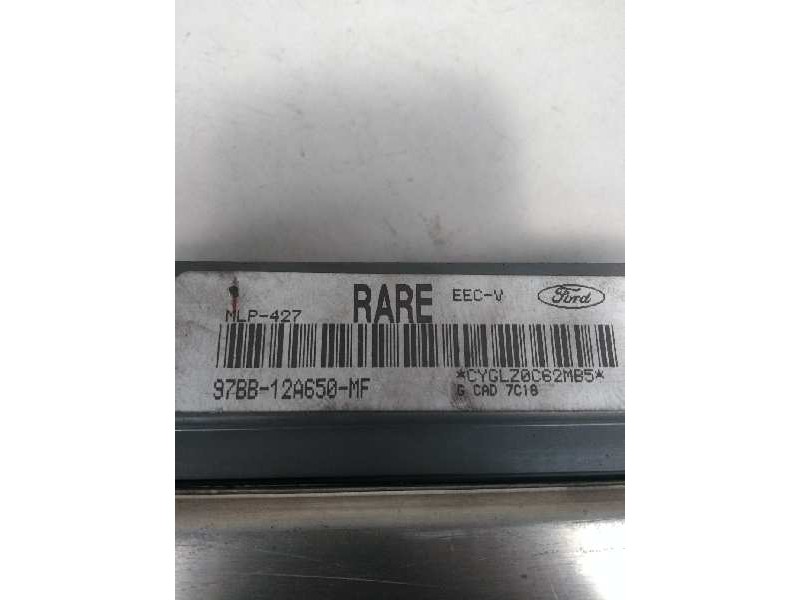 RARE EEC-V Ford
MLP-427
97BB-12A650-MF *CYGLZ0C62MB5*
G CAD 7C18